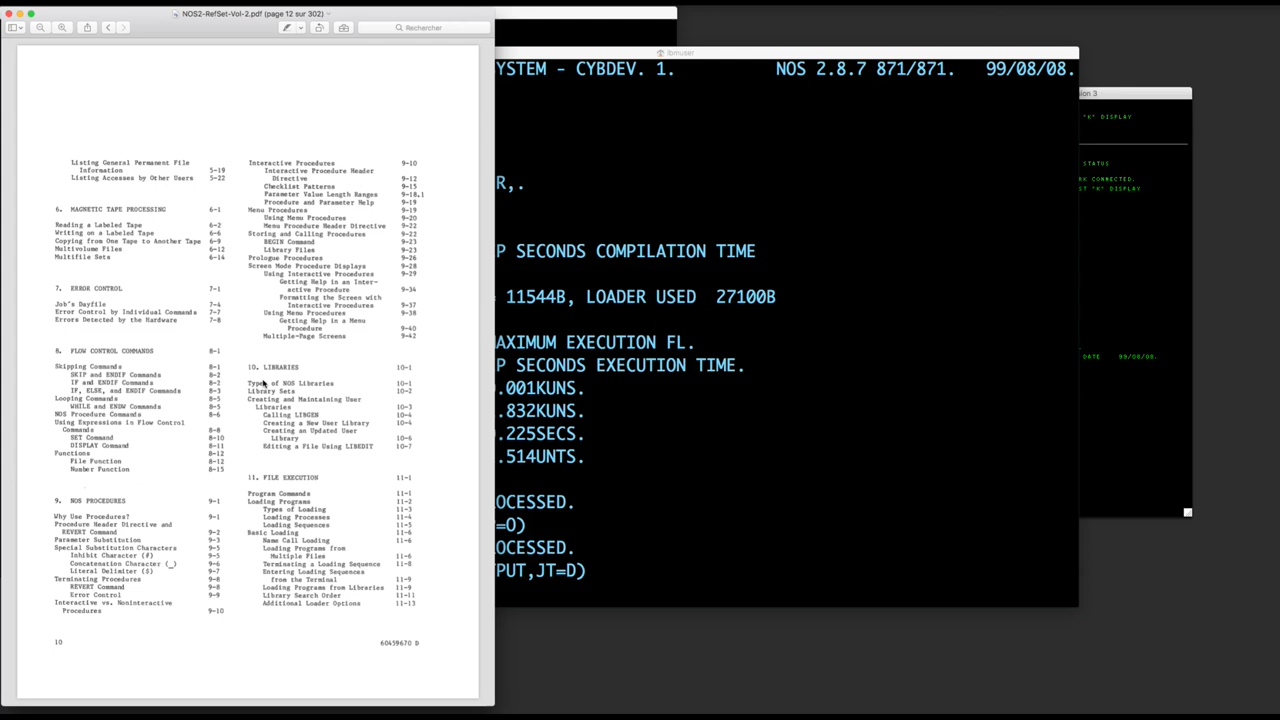 NOS2-RefSet-Vol-2.pdf (page 12 sur 302)
Rechercher
Listing General Permanent File
Information 5-19
Listing Accesses by Other Users 5-22
6. MAGNETIC TAPE PROCESSING 6-1
Reading a Labeled Tape 6-2
Writing on a Labeled Tape 6-6
Copying from One Tape to Another Tape 6-9
Multivolume Files 6-12
Multifile Sets 6-14
7. ERROR CONTROL 7-1
Job's Dayfile 7-4
Error Control by Individual Commands 7-7
Errors Detected by the Hardware 7-8
8. FLOW CONTROL COMMANDS 8-1
Skipping Commands 8-1
SKIP and ENDIF Commands 8-2
IF and ENDIF Commands 8-2
IF, ELSE, and ENDIF Commands 8-3
Looping Commands 8-5
WHILE and ENDW Commands 8-5
NOS Procedure Commands 8-6
Using Expressions in Flow Control
Commands 8-8
SET Command 8-10
DISPLAY Command 8-11
Functions 8-12
File Function 8-12
Number Function 8-15
9. NOS PROCEDURES 9-1
Why Use Procedures? 9-1
Procedure Header Directive and
REVERT Command 9-2
Parameter Substitution 9-3
Special Substitution Characters 9-5
Inhibit Character (#) 9-5
Concatenation Character (_) 9-6
Literal Delimiter ($) 9-7
Terminating Procedures 9-8
REVERT Command 9-8
Error Control 9-9
Interactive vs. Noninteractive
Procedures 9-10
Interactive Procedures 9-10
Interactive Procedure Header
Directive 9-12
Checklist Patterns 9-15
Parameter Value Length Ranges 9-18.1
Procedure and Parameter Help 9-19
Menu Procedures 9-19
Using Menu Procedures 9-20
Menu Procedure Header Directive 9-22
Storing and Calling Procedures 9-22
BEGIN Command 9-23
Library Files 9-23
Prologue Procedures 9-26
Screen Mode Procedure Displays 9-28
Using Interactive Procedures 9-29
Getting Help in an Inter-
active Procedure 9-34
Formatting the Screen with
Interactive Procedures 9-37
Using Menu Procedures 9-38
Getting Help in a Menu
Procedure 9-40
Multiple-Page Screens 9-42
10. LIBRARIES 10-1
Types of NOS Libraries 10-1
Library Sets 10-2
Creating and Maintaining User
Libraries 10-3
Calling LIBGEN 10-4
Creating a New User Library 10-4
Creating an Updated User
Library 10-6
Editing a File Using LIBEDIT 10-7
11. FILE EXECUTION 11-1
Program Commands 11-1
Loading Programs 11-2
Types of Loading 11-3
Loading Processes 11-4
Loading Sequences 11-5
Basic Loading 11-6
Name Call Loading 11-6
Loading Programs from
Multiple Files 11-6
Terminating a Loading Sequence 11-8
Entering Loading Sequences
from the Terminal 11-9
Loading Programs from Libraries 11-9
Library Search Order 11-11
Additional Loader Options 11-13
10 60459670 D
ibmuser
YSTEM - CYBDEV. 1. NOS 2.8.7 871/871. 99/08/08.
R,.
P SECONDS COMPILATION TIME
11544B, LOADER USED 27100B
AXIMUM EXECUTION FL.
P SECONDS EXECUTION TIME.
.001KUNS.
.832KUNS.
.225SECS.
.514UNTS.
OCESSED.
=O)
OCESSED.
PUT,JT=D)
ion 3
"K" DISPLAY
STATUS
RK CONNECTED.
ST "K" DISPLAY
DATE 99/08/08.